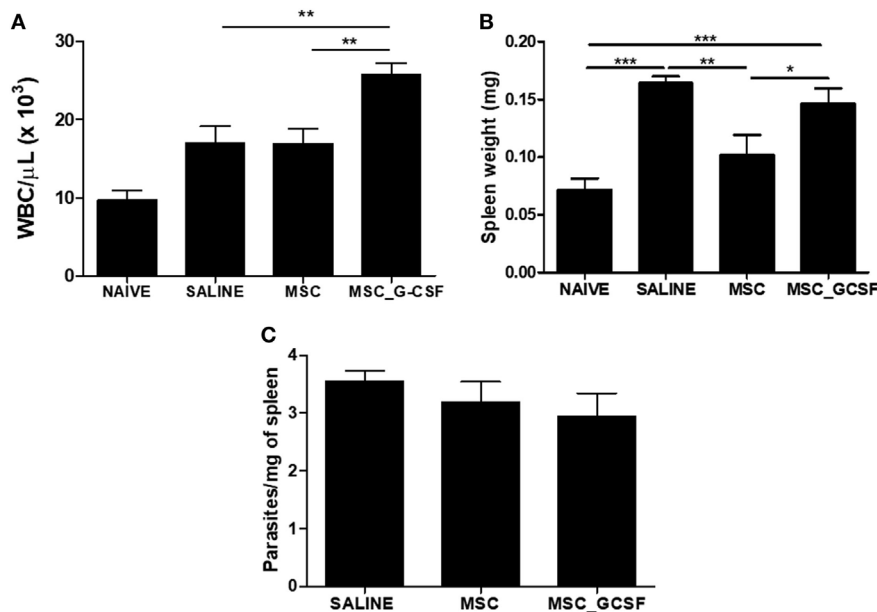 A
WBC/µL (x 10³)
30
20
10
0
**
**
NAIVE SALINE MSC MSC_G-CSF
B
Spleen weight (mg)
0.20
0.15
0.10
0.05
0.00
***
*** ** *
NAIVE SALINE MSC MSC_GCSF
C
Parasites/mg of spleen
4
3
2
1
0
SALINE MSC MSC_GCSF